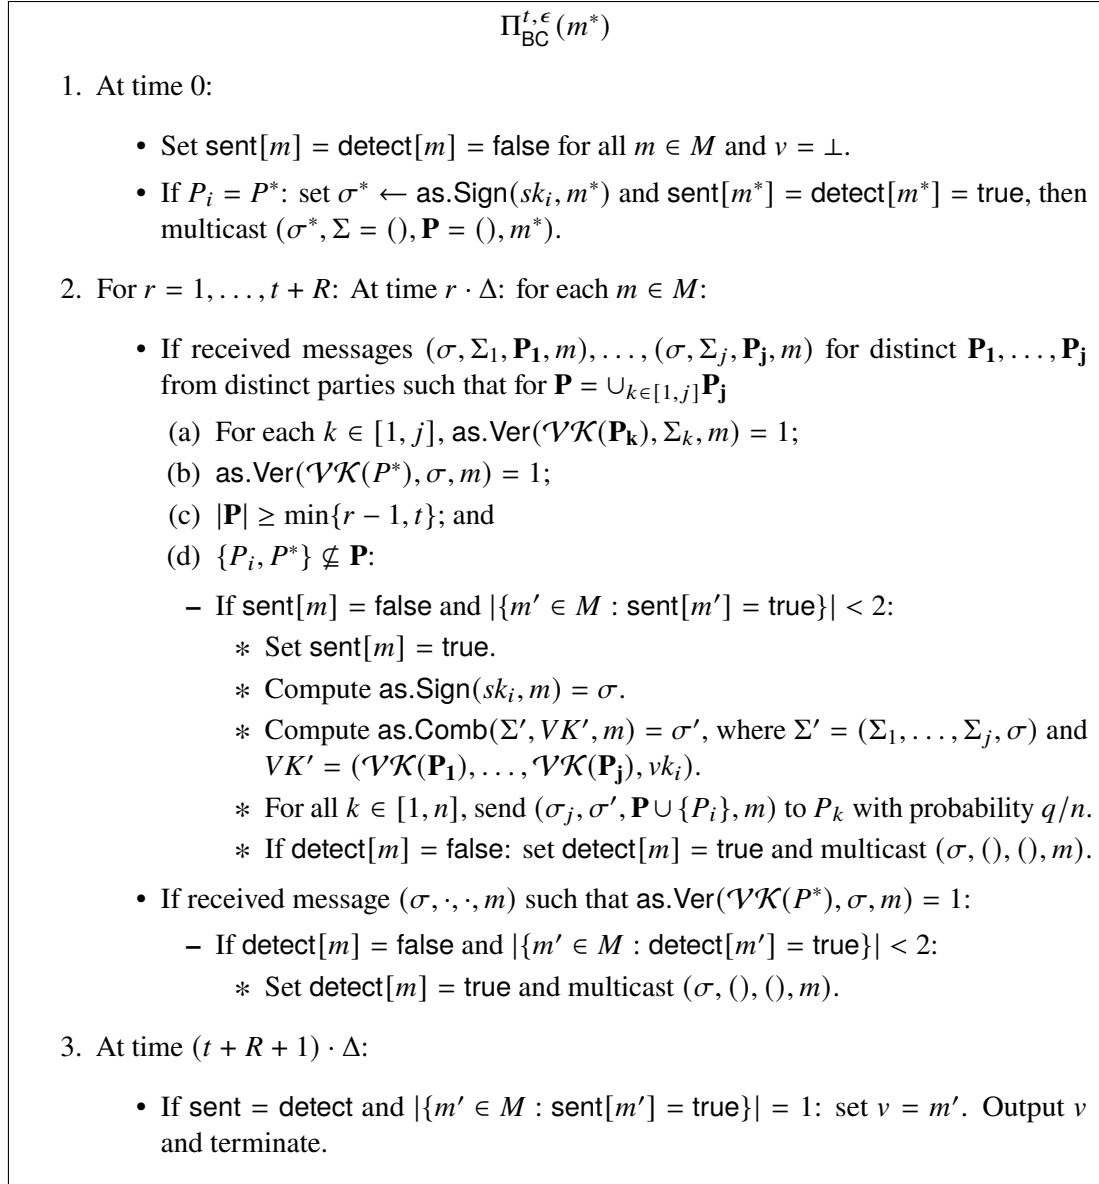 Π_BC^{t,ϵ}(m*)
1. At time 0:
• Set sent[m] = detect[m] = false for all m ∈ M and v = ⊥.
• If P_i = P*: set σ* ← as.Sign(sk_i, m*) and sent[m*] = detect[m*] = true, then
multicast (σ*, Σ = (), P = (), m*).
2. For r = 1, . . . , t + R: At time r · Δ: for each m ∈ M:
• If received messages (σ, Σ_1, P_1, m), . . . , (σ, Σ_j, P_j, m) for distinct P_1, . . . , P_j
from distinct parties such that for P = ∪_{k∈[1,j]} P_j
(a) For each k ∈ [1, j], as.Ver(𝒱𝒦(P_k), Σ_k, m) = 1;
(b) as.Ver(𝒱𝒦(P*), σ, m) = 1;
(c) |P| ≥ min{r − 1, t}; and
(d) {P_i, P*} ⊈ P:
– If sent[m] = false and |{m′ ∈ M : sent[m′] = true}| < 2:
∗ Set sent[m] = true.
∗ Compute as.Sign(sk_i, m) = σ.
∗ Compute as.Comb(Σ′, VK′, m) = σ′, where Σ′ = (Σ_1, . . . , Σ_j, σ) and
VK′ = (𝒱𝒦(P_1), . . . , 𝒱𝒦(P_j), vk_i).
∗ For all k ∈ [1, n], send (σ_j, σ′, P ∪ {P_i}, m) to P_k with probability q/n.
∗ If detect[m] = false: set detect[m] = true and multicast (σ, (), (), m).
• If received message (σ, ·, ·, m) such that as.Ver(𝒱𝒦(P*), σ, m) = 1:
– If detect[m] = false and |{m′ ∈ M : detect[m′] = true}| < 2:
∗ Set detect[m] = true and multicast (σ, (), (), m).
3. At time (t + R + 1) · Δ:
• If sent = detect and |{m′ ∈ M : sent[m′] = true}| = 1: set v = m′. Output v
and terminate.